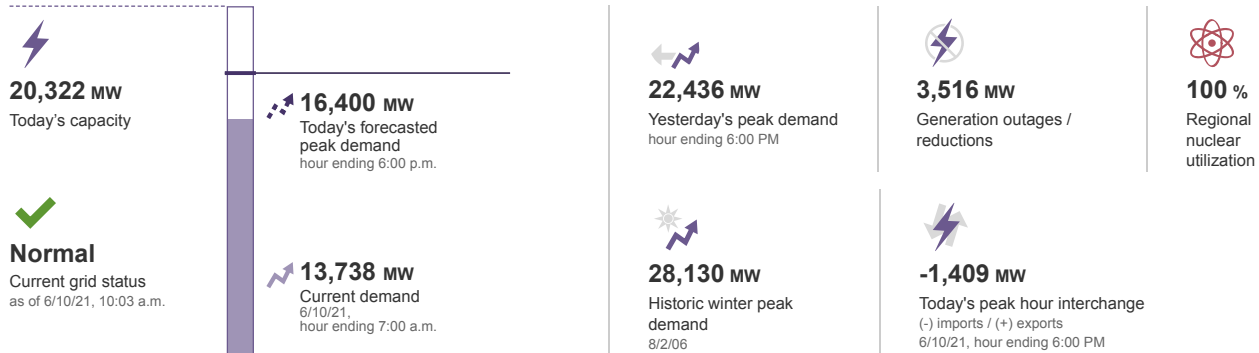 20,322 MW
Today's capacity
Normal
Current grid status
as of 6/10/21, 10:03 a.m.
16,400 MW
Today's forecasted
peak demand
hour ending 6:00 p.m.
13,738 MW
Current demand
6/10/21,
hour ending 7:00 a.m.
22,436 MW
Yesterday's peak demand
hour ending 6:00 PM
3,516 MW
Generation outages /
reductions
100 %
Regional
nuclear
utilization
28,130 MW
Historic winter peak
demand
8/2/06
-1,409 MW
Today's peak hour interchange
(-) imports / (+) exports
6/10/21, hour ending 6:00 PM